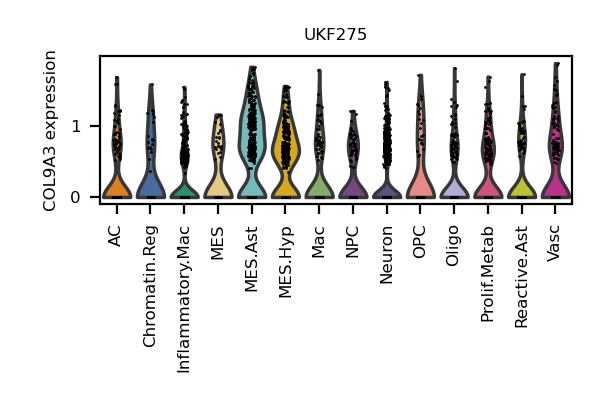 UKF275
COL9A3 expression
1
0
AC
Chromatin.Reg
Inflammatory.Mac
MES
MES.Ast
MES.Hyp
Mac
NPC
Neuron
OPC
Oligo
Prolif.Metab
Reactive.Ast
Vasc